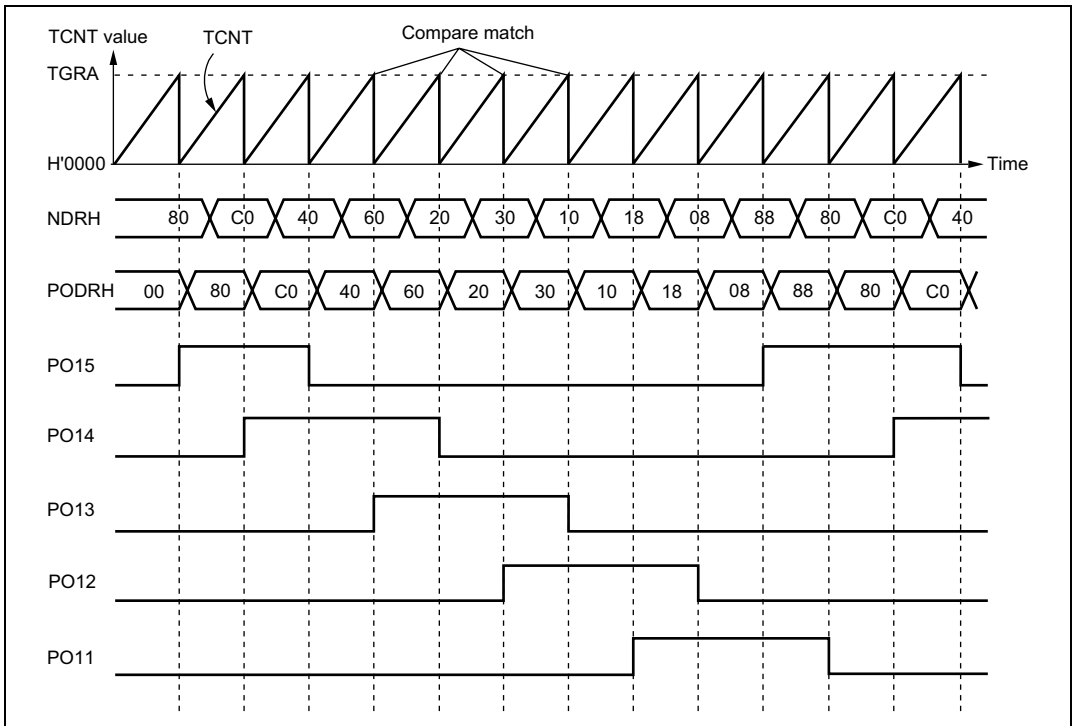 TCNT value TCNT Compare match
TGRA
H'0000 Time
NDRH 80 C0 40 60 20 30 10 18 08 88 80 C0 40
PODRH 00 80 C0 40 60 20 30 10 18 08 88 80 C0
PO15
PO14
PO13
PO12
PO11